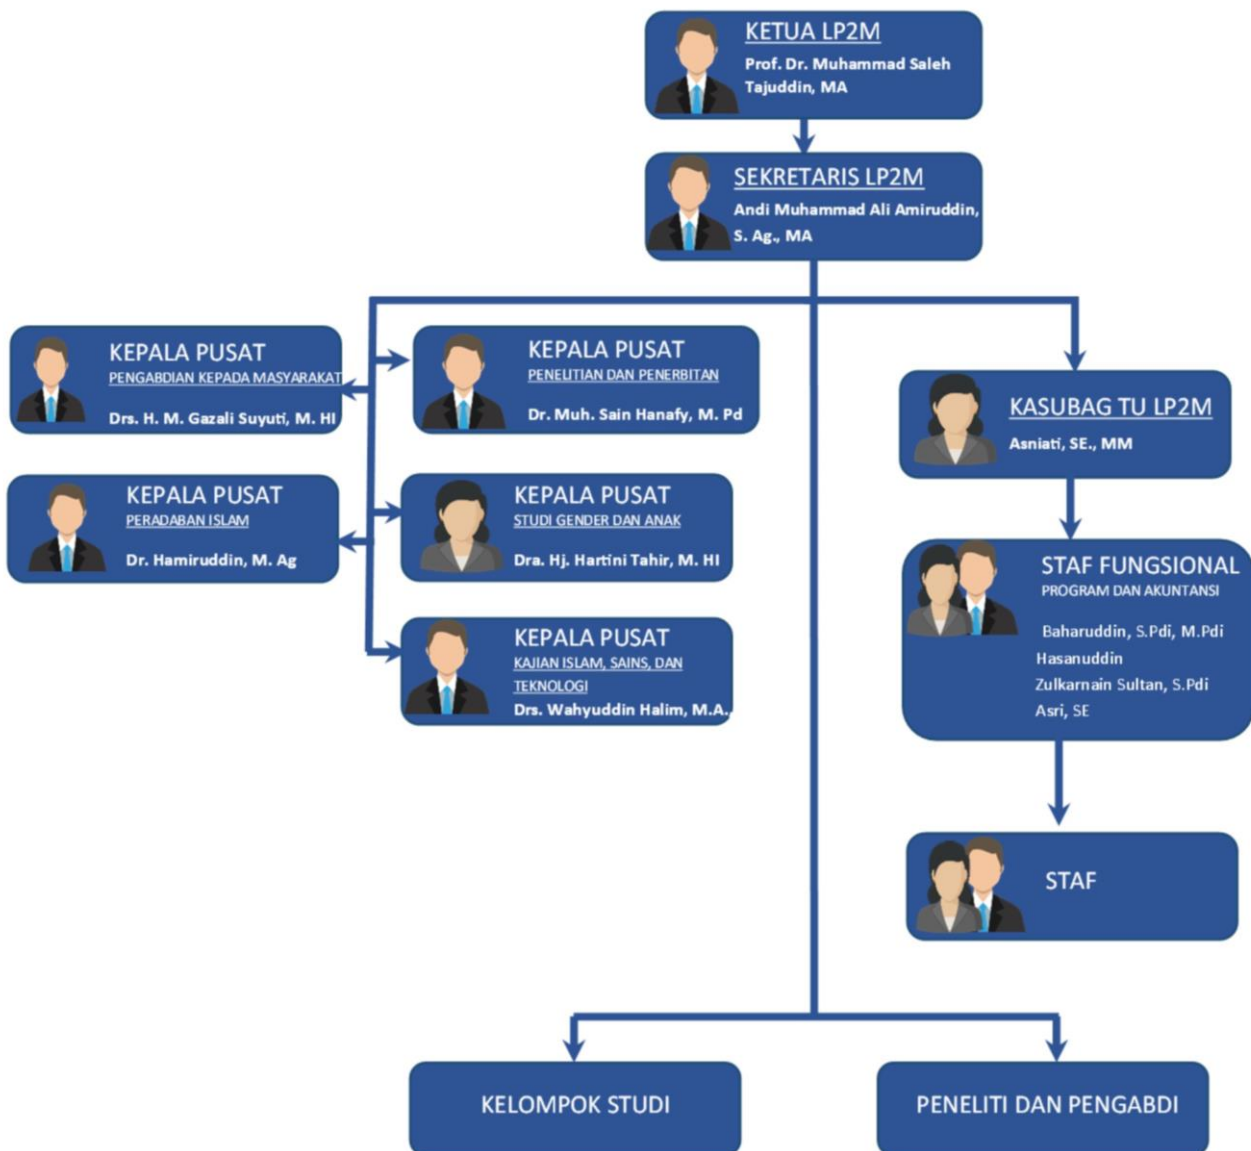 KETUA LP2M
Prof. Dr. Muhammad Saleh
Tajuddin, MA
SEKRETARIS LP2M
Andi Muhammad Ali Amiruddin,
S. Ag., MA
KEPALA PUSAT
PENGABDIAN KEPADA MASYARAKAT
Drs. H. M. Gazali Suyuti, M. HI
KEPALA PUSAT
PENELITIAN DAN PENERBITAN
Dr. Muh. Sain Hanafy, M. Pd
KASUBAG TU LP2M
Asniati, SE., MM
KEPALA PUSAT
PERADABAN ISLAM
Dr. Hamiruddin, M. Ag
KEPALA PUSAT
STUDI GENDER DAN ANAK
Dra. Hj. Hartini Tahir, M. HI
STAF FUNGSIONAL
PROGRAM DAN AKUNTANSI
Baharuddin, S.Pdi, M.Pdi
Hasanuddin
Zulkarnain Sultan, S.Pdi
Asri, SE
KEPALA PUSAT
KAJIAN ISLAM, SAINS, DAN
TEKNOLOGI
Drs. Wahyuddin Halim, M.A.,
STAF
KELOMPOK STUDI
PENELITI DAN PENGABDI